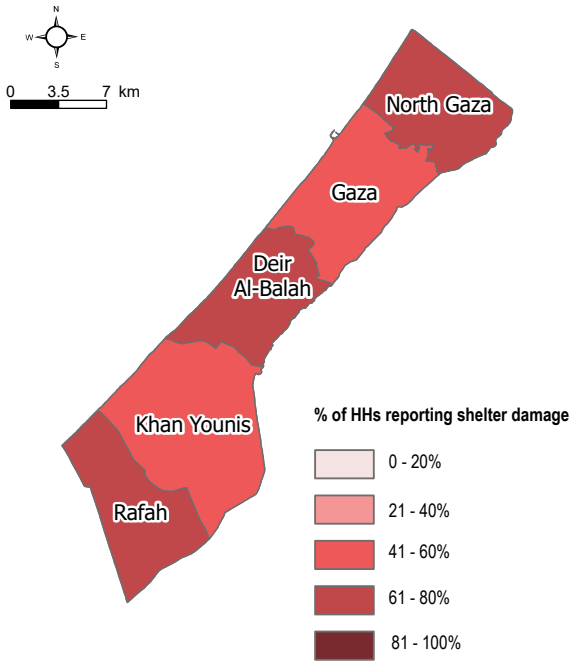 N
W E
S
0 3.5 7 km
North Gaza
Gaza
Deir
Al-Balah
Khan Younis
Rafah
% of HHs reporting shelter damage
0 - 20%
21 - 40%
41 - 60%
61 - 80%
81 - 100%